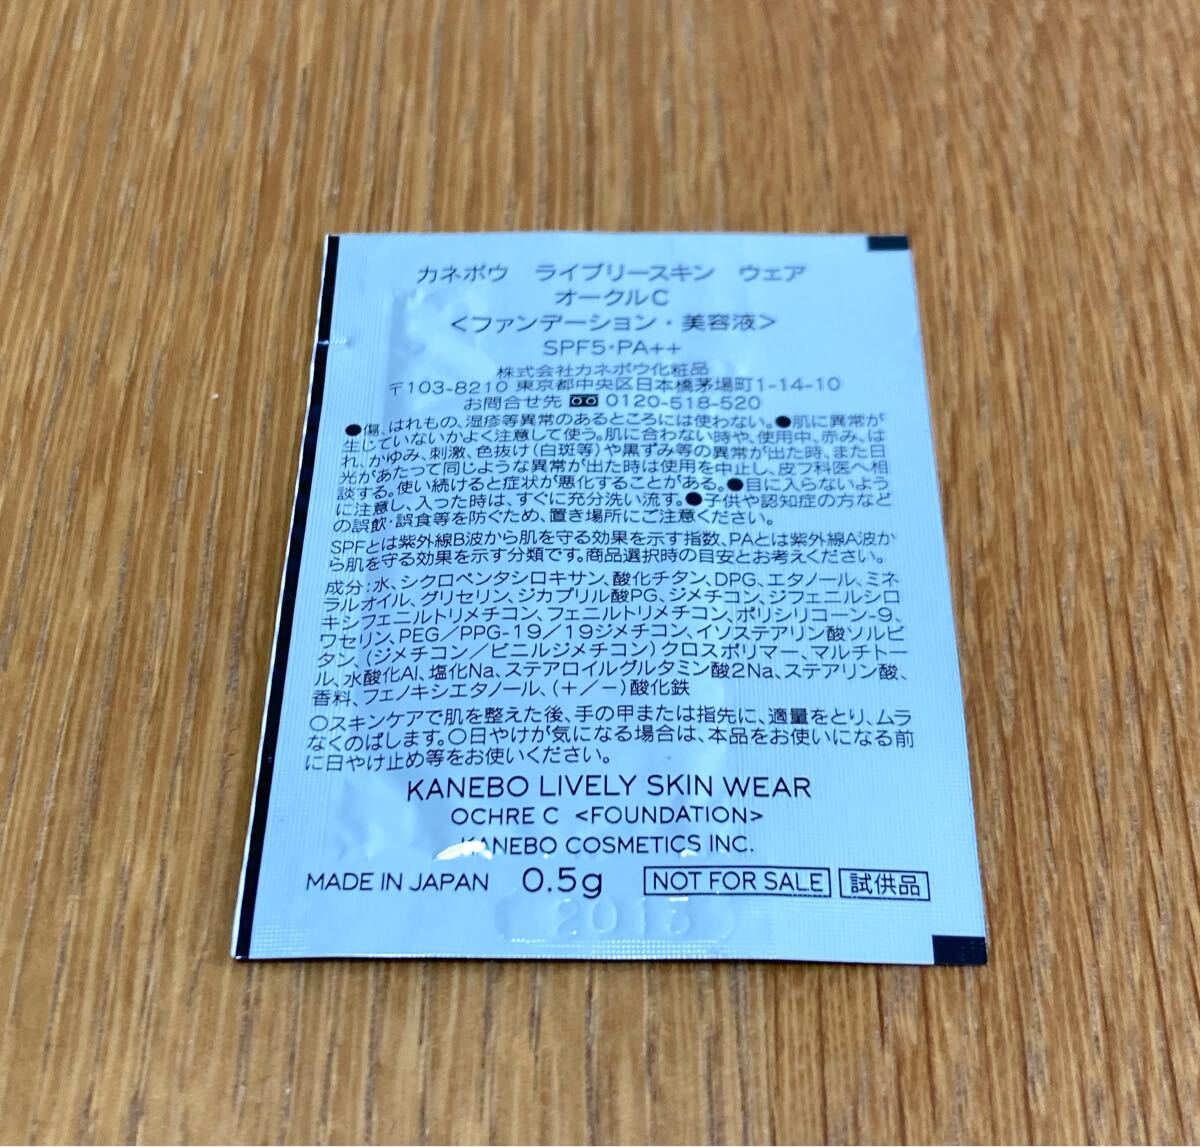 カネボウ ライブリースキン ウェア
オークルC
<ファンデーション・美容液>
SPF5・PA++
株式会社カネボウ化粧品
〒103-8210 東京都中央区日本橋茅場町1-14-10
お問合せ先 0120-518-520
●傷、はれもの、湿疹等異常のあるところには使わない。●肌に異常が
生じていないかよく注意して使う。肌に合わない時や、使用中、赤み、は
れ、かゆみ、刺激、色抜け(白斑等)や黒ずみ等の異常が出た時、また日
光があたって同じような異常が出た時は使用を中止し、皮フ科医へ相
談する。使い続けると症状が悪化することがある。●目に入らないよう
に注意し、入った時は、すぐに充分洗い流す。●子供や認知症の方など
の誤飲・誤食等を防ぐため、置き場所にご注意ください。
SPFとは紫外線B波から肌を守る効果を示す指数、PAとは紫外線A波か
ら肌を守る効果を示す分類です。商品選択時の目安とお考えください。
成分:水、シクロペンタシロキサン、酸化チタン、DPG、エタノール、ミネ
ラルオイル、グリセリン、ジカプリル酸PG、ジメチコン、ジフェニルシロ
キシフェニルトリメチコン、フェニルトリメチコン、ポリシリコーン-9、
ワセリン、PEG/PPG-19/19ジメチコン、イソステアリン酸ソルビ
タン、(ジメチコン/ビニルジメチコン)クロスポリマー、マルチトー
ル、水酸化Al、塩化Na、ステアロイルグルタミン酸2Na、ステアリン酸、
香料、フェノキシエタノール、(+/-)酸化鉄
○スキンケアで肌を整えた後、手の甲または指先に、適量をとり、ムラ
なくのばします。○日やけが気になる場合は、本品をお使いになる前
に日やけ止め等をお使いください。
KANEBO LIVELY SKIN WEAR
OCHRE C <FOUNDATION>
KANEBO COSMETICS INC.
MADE IN JAPAN 0.5g NOT FOR SALE 試供品